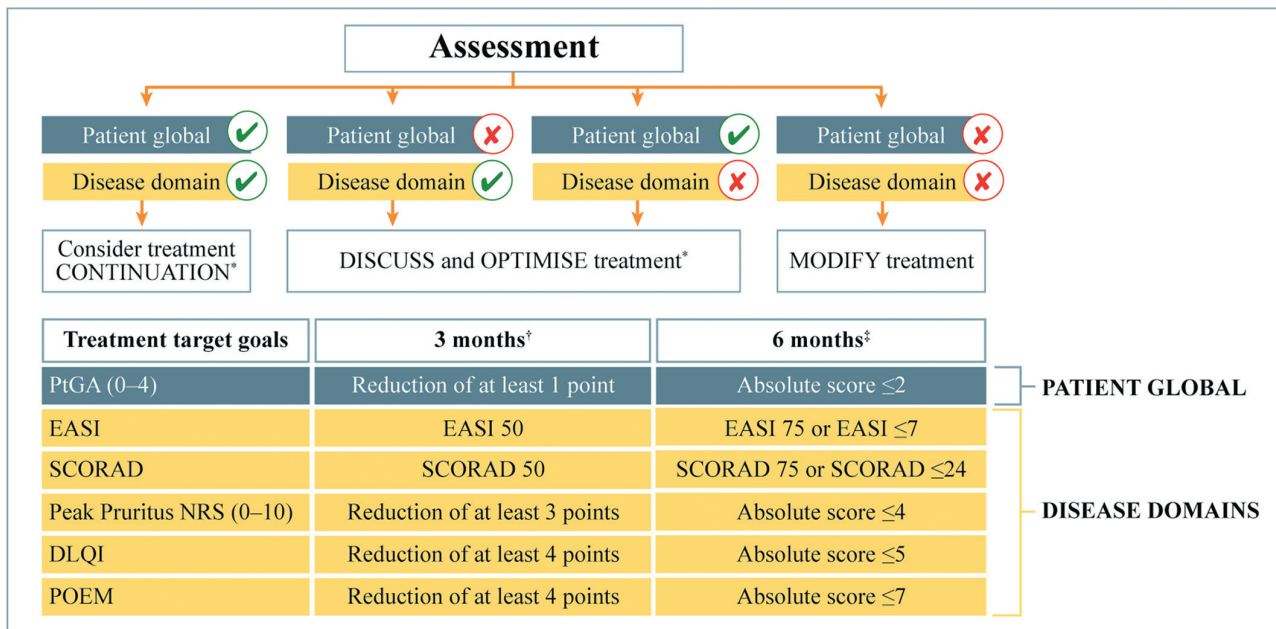 Assessment
Patient global ✔
Disease domain ✔
Patient global ✘
Disease domain ✔
Patient global ✔
Disease domain ✘
Patient global ✘
Disease domain ✘
Consider treatment
CONTINUATION*
DISCUSS and OPTIMISE treatment*
MODIFY treatment
Treatment target goals 3 months† 6 months‡
PtGA (0–4) Reduction of at least 1 point Absolute score ≤2
PATIENT GLOBAL
EASI EASI 50 EASI 75 or EASI ≤7
SCORAD SCORAD 50 SCORAD 75 or SCORAD ≤24
Peak Pruritus NRS (0–10) Reduction of at least 3 points Absolute score ≤4
DLQI Reduction of at least 4 points Absolute score ≤5
POEM Reduction of at least 4 points Absolute score ≤7
DISEASE DOMAINS